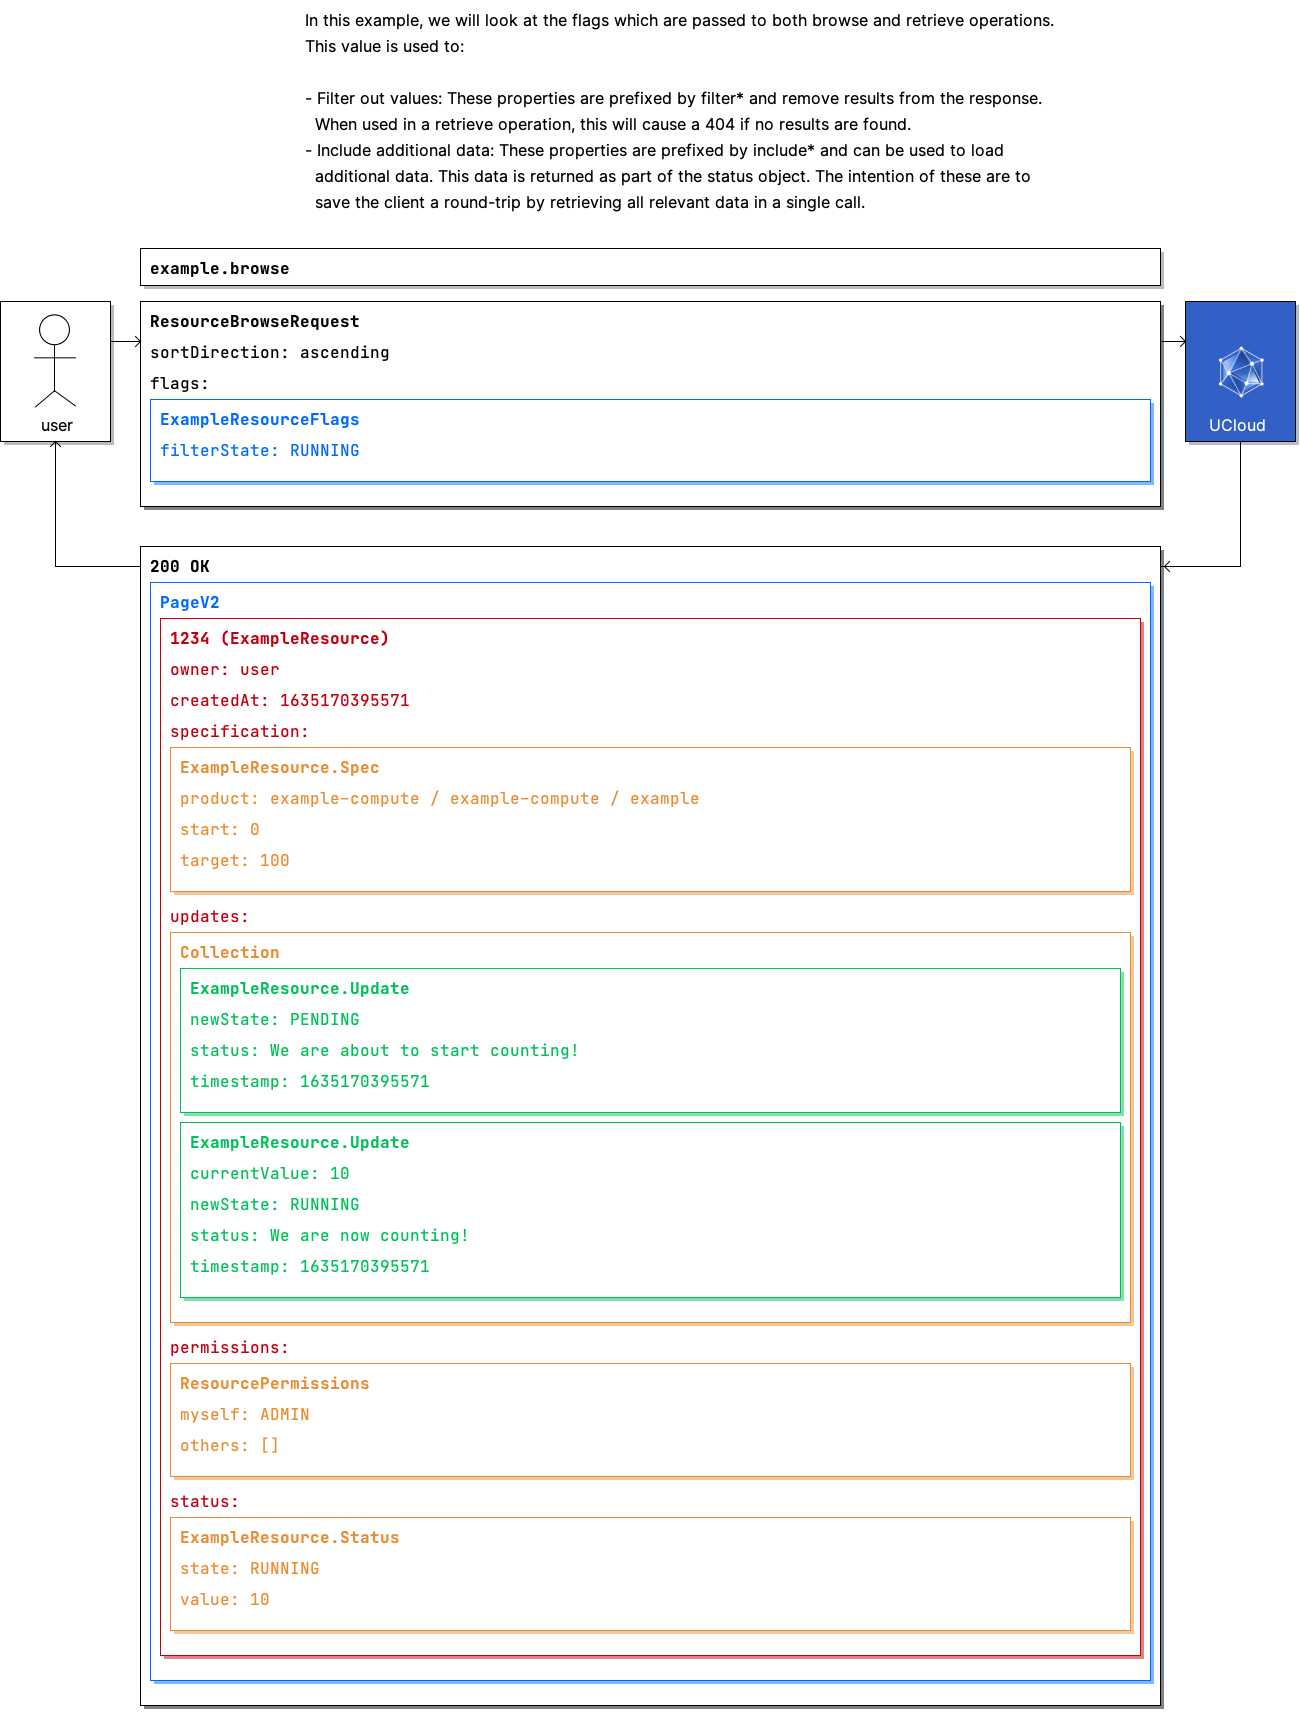 In this example, we will look at the flags which are passed to both browse and retrieve operations.
This value is used to:
- Filter out values: These properties are prefixed by filter* and remove results from the response.
When used in a retrieve operation, this will cause a 404 if no results are found.
- Include additional data: These properties are prefixed by include* and can be used to load
additional data. This data is returned as part of the status object. The intention of these are to
save the client a round-trip by retrieving all relevant data in a single call.
example.browse
user
ResourceBrowseRequest
sortDirection: ascending
flags:
ExampleResourceFlags
filterState: RUNNING
UCloud
200 OK
PageV2
1234 (ExampleResource)
owner: user
createdAt: 1635170395571
specification:
ExampleResource.Spec
product: example-compute / example-compute / example
start: 0
target: 100
updates:
Collection
ExampleResource.Update
newState: PENDING
status: We are about to start counting!
timestamp: 1635170395571
ExampleResource.Update
currentValue: 10
newState: RUNNING
status: We are now counting!
timestamp: 1635170395571
permissions:
ResourcePermissions
myself: ADMIN
others: []
status:
ExampleResource.Status
state: RUNNING
value: 10